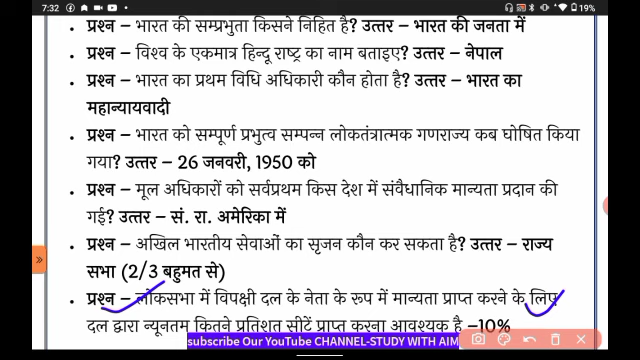 7:32
19%
• प्रश्न – भारत की सम्प्रभुता किसने निहित है? उत्तर – भारत की जनता में
• प्रश्न – विश्व के एकमात्र हिन्दू राष्ट्र का नाम बताइए? उत्तर – नेपाल
• प्रश्न – भारत का प्रथम विधि अधिकारी कौन होता है? उत्तर – भारत का
महान्यायवादी
• प्रश्न – भारत को सम्पूर्ण प्रभुत्व सम्पन्न लोकतंत्रात्मक गणराज्य कब घोषित किया
गया? उत्तर – 26 जनवरी, 1950 को
• प्रश्न – मूल अधिकारों को सर्वप्रथम किस देश में संवैधानिक मान्यता प्रदान की
गई? उत्तर – सं. रा. अमेरिका में
• प्रश्न – अखिल भारतीय सेवाओं का सृजन कौन कर सकता है? उत्तर – राज्य
सभा (2/3 बहुमत से)
• प्रश्न – लोकसभा में विपक्षी दल के नेता के रूप में मान्यता प्राप्त करने के लिए
दल द्वारा न्यूनतम कितने प्रतिशत सीटें प्राप्त करना आवश्यक है –10%
subscribe Our YouTube CHANNEL-STUDY WITH AIM